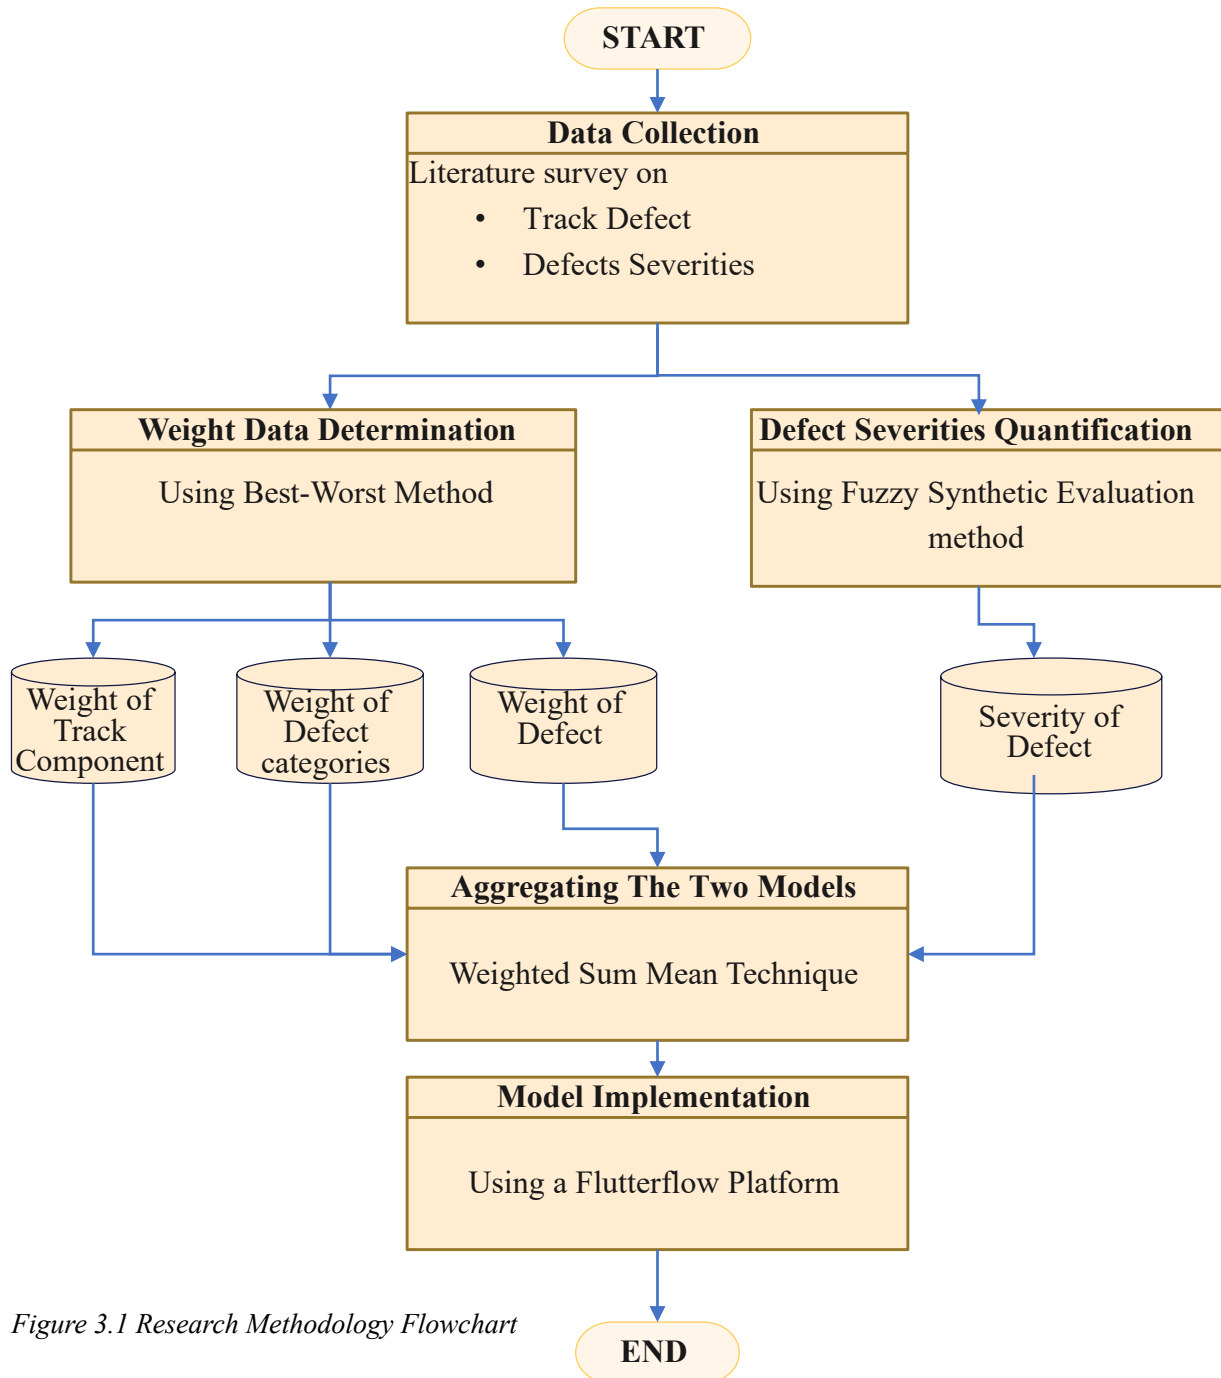 START
Data Collection
Literature survey on
• Track Defect
• Defects Severities
Weight Data Determination
Using Best-Worst Method
Defect Severities Quantification
Using Fuzzy Synthetic Evaluation
method
Weight of
Track
Component
Weight of
Defect
categories
Weight of
Defect
Severity of
Defect
Aggregating The Two Models
Weighted Sum Mean Technique
Model Implementation
Using a Flutterflow Platform
Figure 3.1 Research Methodology Flowchart
END